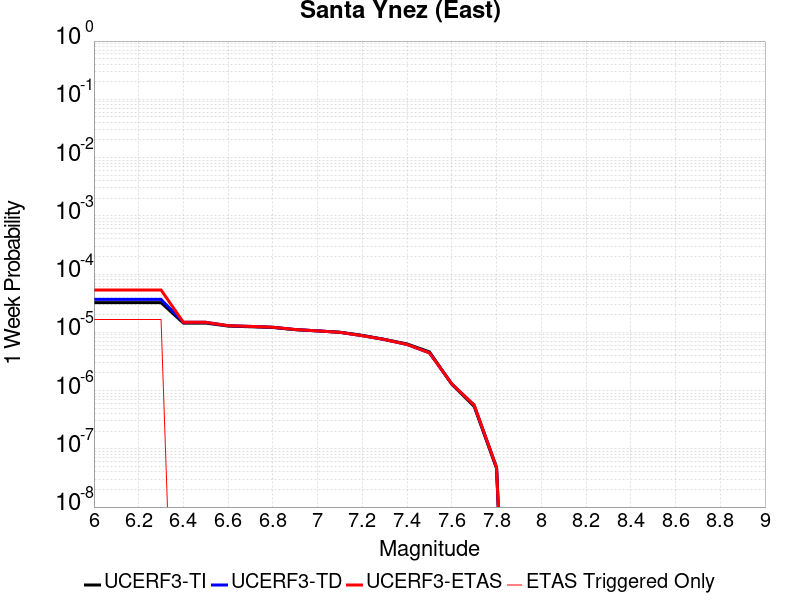 Santa Ynez (East)
10^0
10^-1
10^-2
10^-3
10^-4
10^-5
10^-6
10^-7
10^-8
1 Week Probability
6 6.2 6.4 6.6 6.8 7 7.2 7.4 7.6 7.8 8 8.2 8.4 8.6 8.8 9
Magnitude
UCERF3-TI UCERF3-TD UCERF3-ETAS ETAS Triggered Only